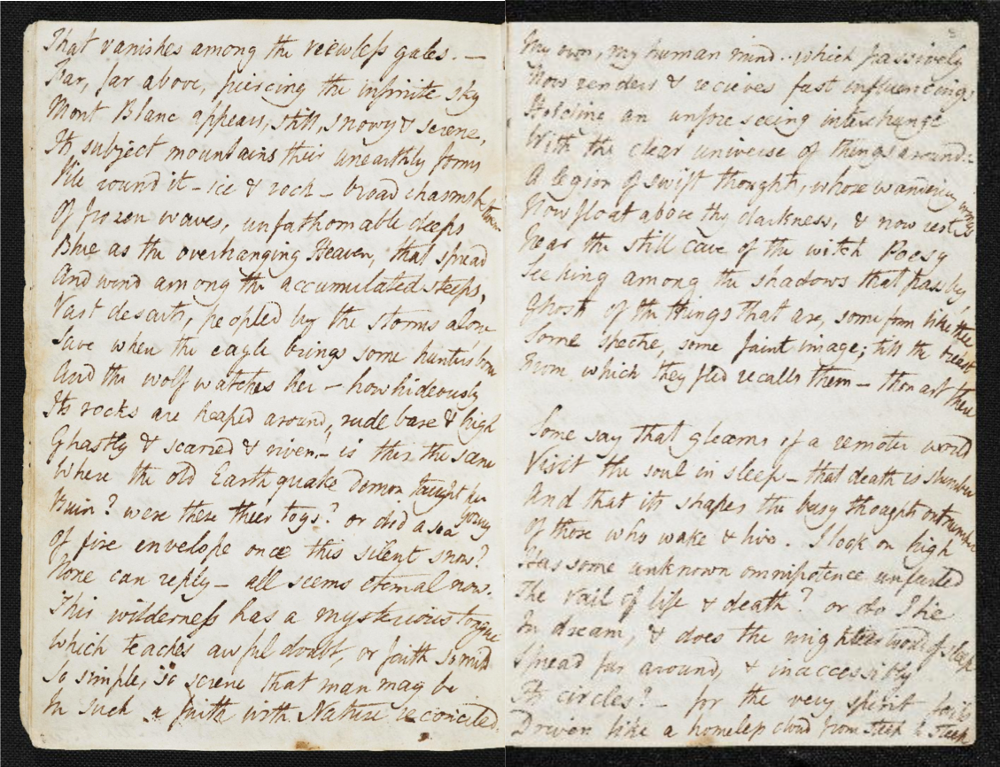 That vanishes among the viewless gales. —
Far, far above, piercing the infinite sky
Mont Blanc appears, still, snowy & serene,
Its subject mountains their unearthly forms
Pile round it – ice & rock – broad chasms between
Of frozen waves, unfathomable deeps
Blue as the overhanging Heaven, that spread
And wind among the accumulated steeps,
Vast desarts, peopled by the storms alone
Save when the eagle brings some hunter's bone
And the wolf watches her – how hideously
Its rocks are heaped around, rude bare & high
Ghastly & scarred & riven. – is this the scene
Where the old Earthquake demon taught her young
Ruin? were these their toys? or did a sea
Of fire envelope once this silent snow?
None can reply – all seems eternal now.
This wilderness has a mysterious tongue
Which teaches awful doubt, or faith so mild
So simple, so serene that man may be
In such a faith with Nature reconciled.
My own, my human mind.. which passively
Now renders & recieves fast influencings
Holding an unforeseeing interchange
With the clear universe of things around:
A legion of swift thoughts, whose wandering wings
Now float above thy darkness, & now rest
Near the still cave of the witch Poesy
Seeking among the shadows that pass by,
Ghosts of the things that are, some form like thee
Some spectre, some faint image; till the breast
From which they fled recalls them – thou art there
Some say that gleams of a remoter world
Visit the soul in sleep – that death is slumber
And that its shapes the busy thoughts outnumber
Of those who wake & live. I look on high
Has some unknown omnipotence unfurled
The vail of life & death? or do I lie
In dream, & does the mightier world of sleep
Spread far around, & inaccessibly
Its circles? – for the very spirit fails
Driven like a homeless cloud from steep to steep